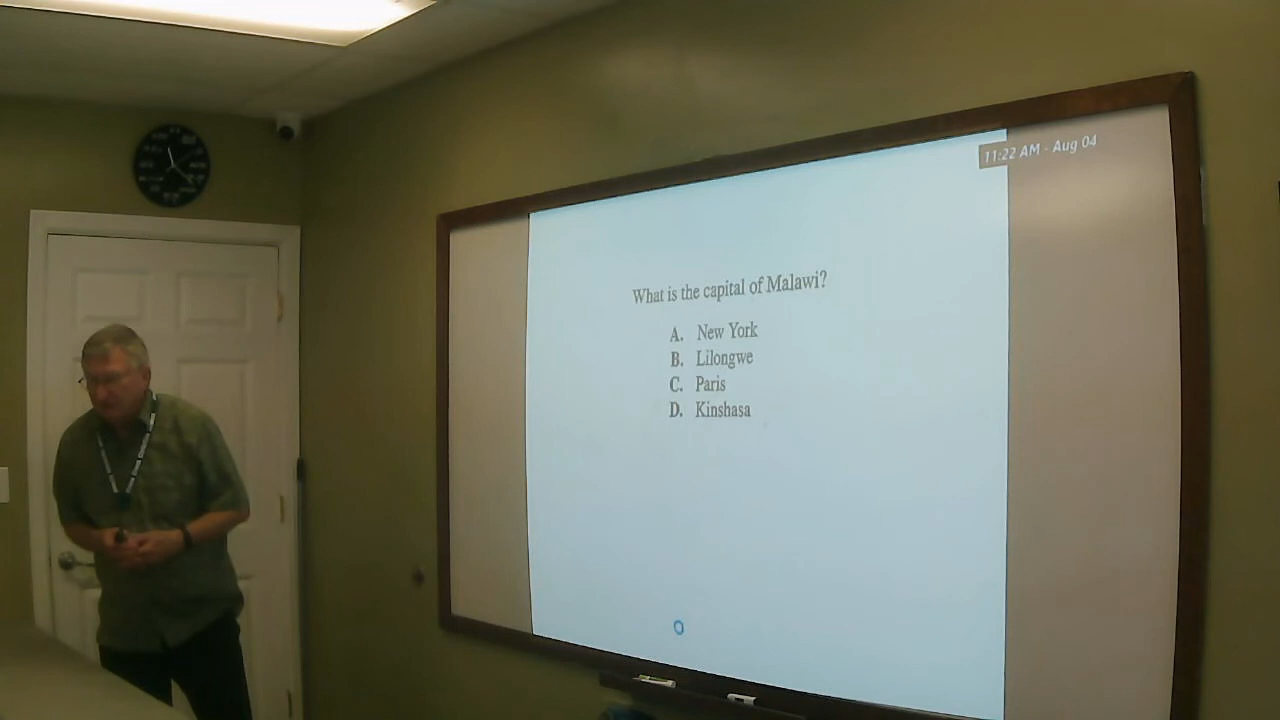 11:22 AM - Aug 04
What is the capital of Malawi?
A. New York
B. Lilongwe
C. Paris
D. Kinshasa